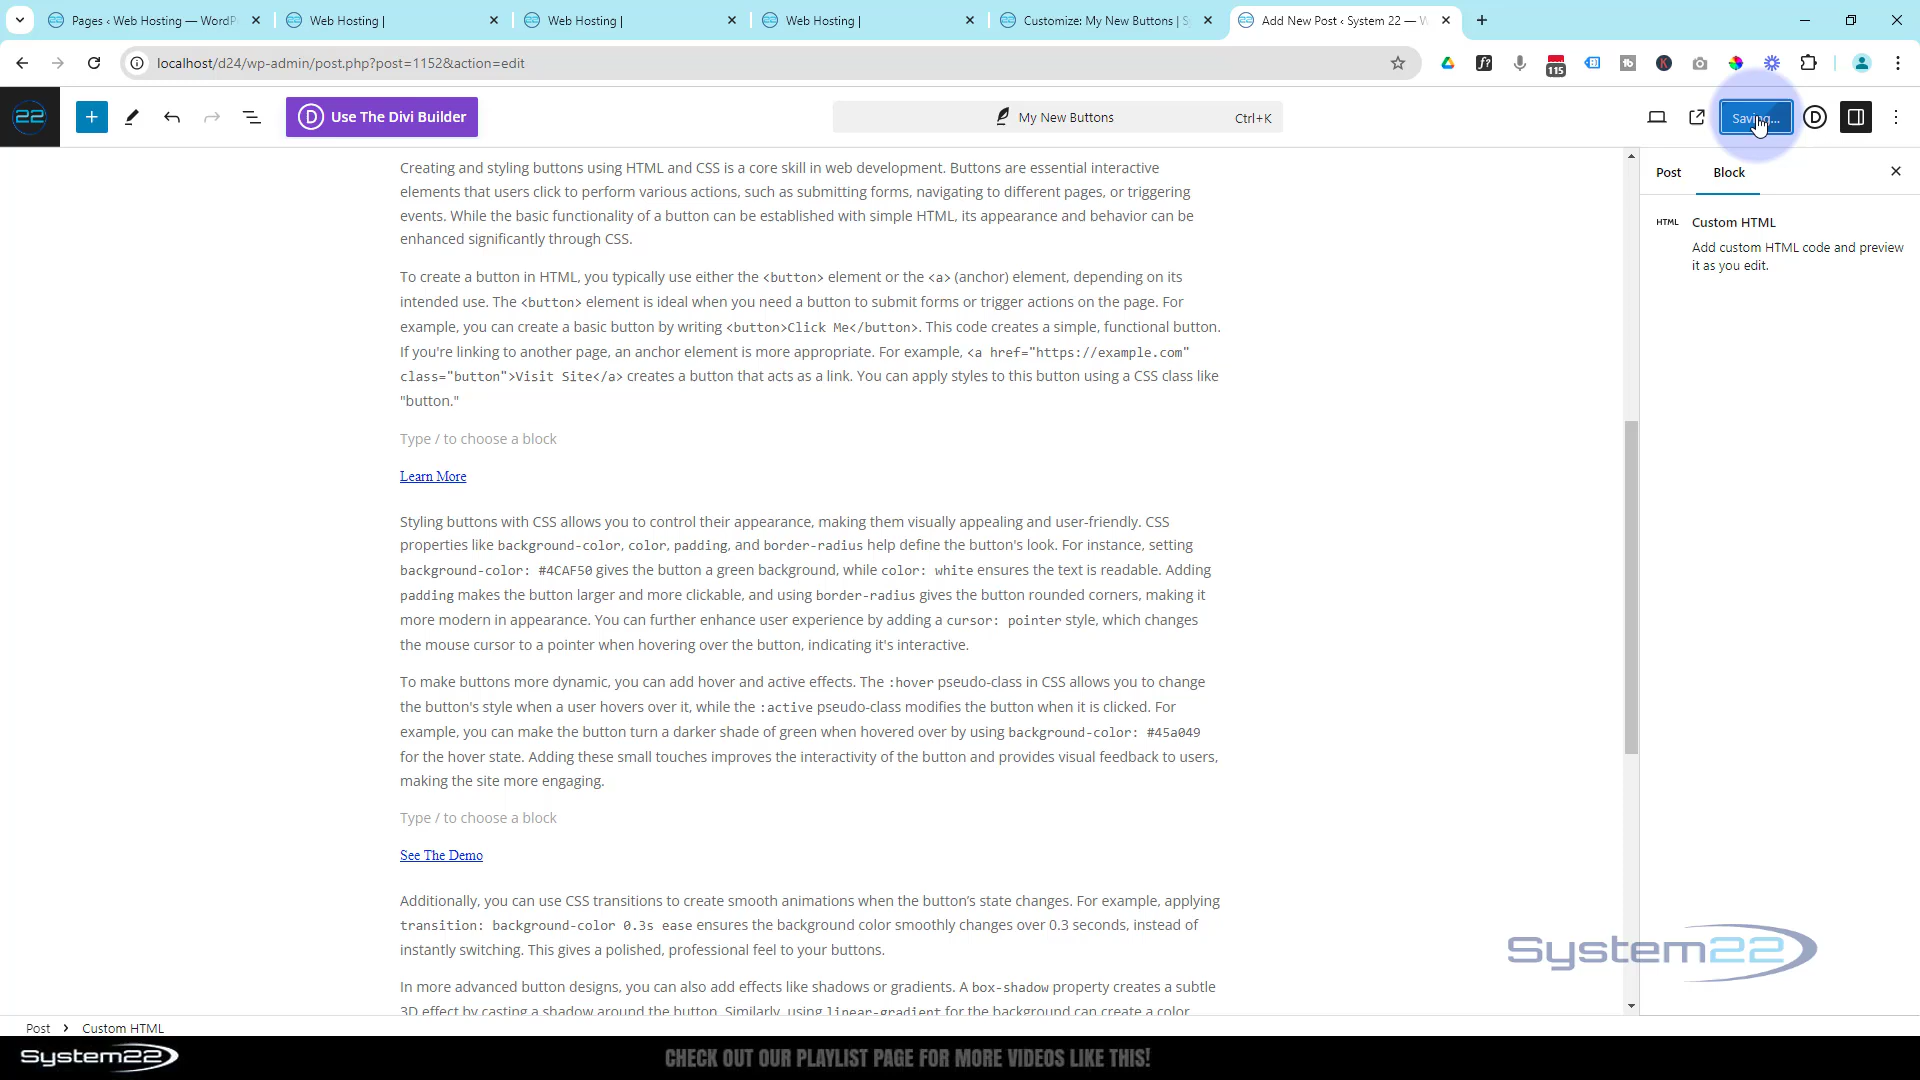 Pages ‹ Web Hosting — WordP
Web Hosting |
Web Hosting |
Web Hosting |
Customize: My New Buttons | S
Add New Post ‹ System 22 — W
localhost/d24/wp-admin/post.php?post=1152&action=edit
115
22
Use The Divi Builder
My New Buttons
Ctrl+K
Saving...
Creating and styling buttons using HTML and CSS is a core skill in web development. Buttons are essential interactive
elements that users click to perform various actions, such as submitting forms, navigating to different pages, or triggering
events. While the basic functionality of a button can be established with simple HTML, its appearance and behavior can be
enhanced significantly through CSS.
To create a button in HTML, you typically use either the <button> element or the <a> (anchor) element, depending on its
intended use. The <button> element is ideal when you need a button to submit forms or trigger actions on the page. For
example, you can create a basic button by writing <button>Click Me</button>. This code creates a simple, functional button.
If you're linking to another page, an anchor element is more appropriate. For example, <a href="https://example.com"
class="button">Visit Site</a> creates a button that acts as a link. You can apply styles to this button using a CSS class like
"button."
Type / to choose a block
Learn More
Styling buttons with CSS allows you to control their appearance, making them visually appealing and user-friendly. CSS
properties like background-color, color, padding, and border-radius help define the button's look. For instance, setting
background-color: #4CAF50 gives the button a green background, while color: white ensures the text is readable. Adding
padding makes the button larger and more clickable, and using border-radius gives the button rounded corners, making it
more modern in appearance. You can further enhance user experience by adding a cursor: pointer style, which changes
the mouse cursor to a pointer when hovering over the button, indicating it's interactive.
To make buttons more dynamic, you can add hover and active effects. The :hover pseudo-class in CSS allows you to change
the button's style when a user hovers over it, while the :active pseudo-class modifies the button when it is clicked. For
example, you can make the button turn a darker shade of green when hovered over by using background-color: #45a049
for the hover state. Adding these small touches improves the interactivity of the button and provides visual feedback to users,
making the site more engaging.
Type / to choose a block
See The Demo
Additionally, you can use CSS transitions to create smooth animations when the button's state changes. For example, applying
transition: background-color 0.3s ease ensures the background color smoothly changes over 0.3 seconds, instead of
instantly switching. This gives a polished, professional feel to your buttons.
In more advanced button designs, you can also add effects like shadows or gradients. A box-shadow property creates a subtle
3D effect by casting a shadow around the button. Similarly, using linear-gradient for the background can create a color
Post
Block
HTML
Custom HTML
Add custom HTML code and preview
it as you edit.
System22
Post
Custom HTML
System22
CHECK OUT OUR PLAYLIST PAGE FOR MORE VIDEOS LIKE THIS!